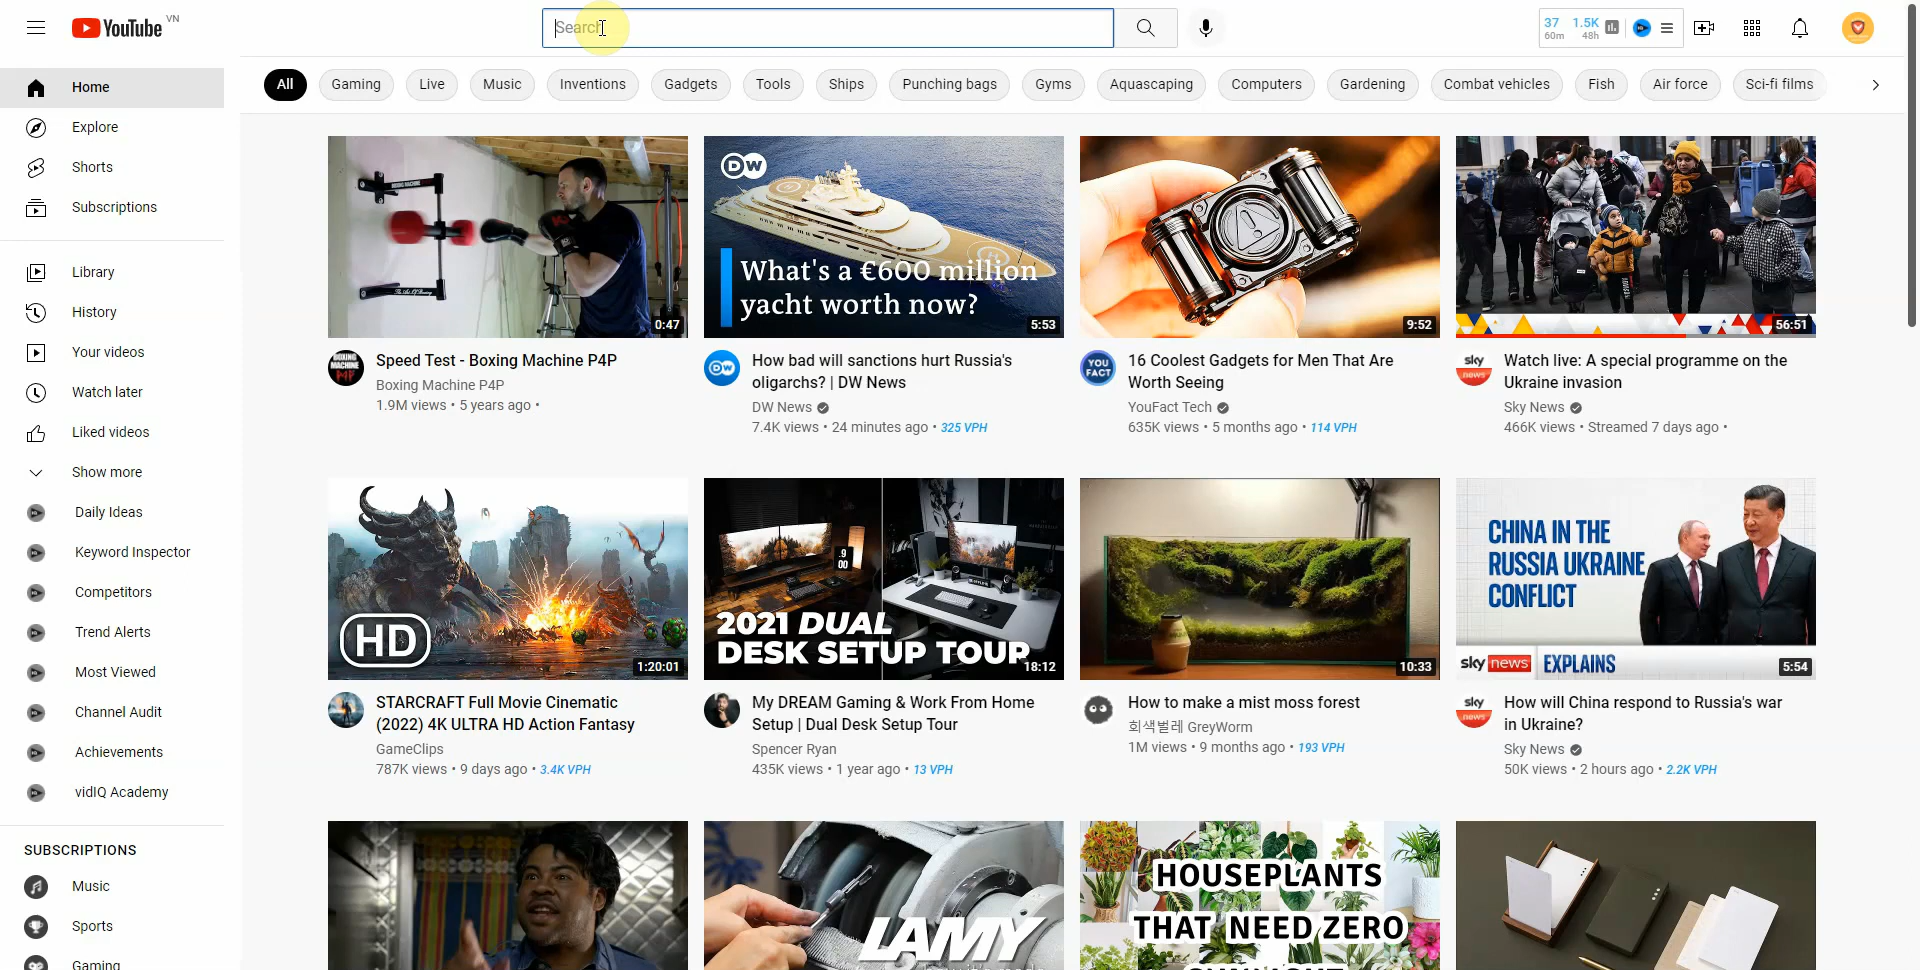 YouTube VN
Search
37 1.5K
60m 48h
All Gaming Live Music Inventions Gadgets Tools Ships Punching bags Gyms Aquascaping Computers Gardening Combat vehicles Fish Air force Sci-fi films
Home
Explore
Shorts
Subscriptions
Library
History
Your videos
Watch later
Liked videos
Show more
Daily Ideas
Keyword Inspector
Competitors
Trend Alerts
Most Viewed
Channel Audit
Achievements
vidIQ Academy
SUBSCRIPTIONS
Music
Sports
Gaming
0:47
BOXING MACHINE
Speed Test - Boxing Machine P4P
Boxing Machine P4P
1.9M views • 5 years ago •
DW
What's a €600 million
yacht worth now?
5:53
DW
How bad will sanctions hurt Russia's
oligarchs? | DW News
DW News
7.4K views • 24 minutes ago • 325 VPH
9:52
YOU
FACT
16 Coolest Gadgets for Men That Are
Worth Seeing
YouFact Tech
635K views • 5 months ago • 114 VPH
56:51
sky
news
Watch live: A special programme on the
Ukraine invasion
Sky News
466K views • Streamed 7 days ago •
HD
1:20:01
STARCRAFT Full Movie Cinematic
(2022) 4K ULTRA HD Action Fantasy
GameClips
787K views • 9 days ago • 3.4K VPH
.9
00
2021 DUAL
DESK SETUP TOUR
18:12
My DREAM Gaming & Work From Home
Setup | Dual Desk Setup Tour
Spencer Ryan
435K views • 1 year ago • 13 VPH
10:33
How to make a mist moss forest
회색벌레 GreyWorm
1M views • 9 months ago • 193 VPH
CHINA IN THE
RUSSIA UKRAINE
CONFLICT
sky news EXPLAINS
5:54
sky
news
How will China respond to Russia's war
in Ukraine?
Sky News
50K views • 2 hours ago • 2.2K VPH
LAMY
HOUSEPLANTS
THAT NEED ZERO